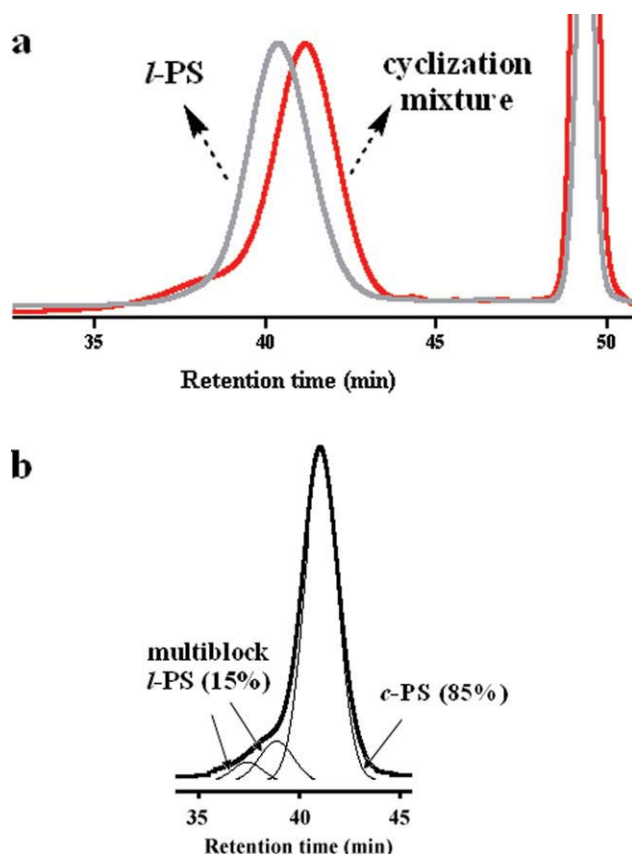 a
l-PS
cyclization
mixture
35
40
45
50
Retention time (min)
b
multiblock
l-PS (15%)
c-PS (85%)
35
40
45
Retention time (min)